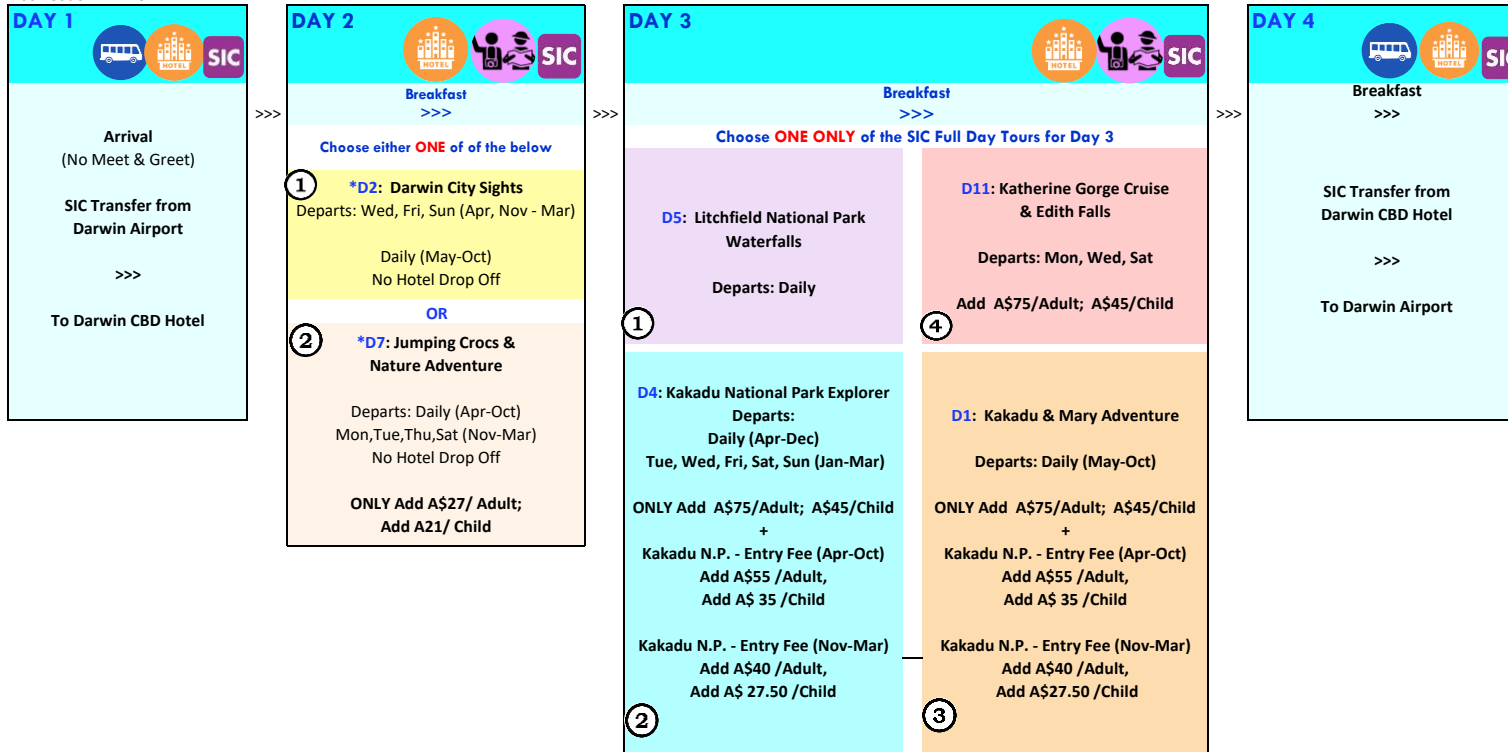 DAY 1
HOTEL
SIC
Arrival
(No Meet & Greet)
SIC Transfer from
Darwin Airport
>>>
To Darwin CBD Hotel
>>>
DAY 2
HOTEL
SIC
Breakfast
>>>
Choose either ONE of of the below
1
*D2: Darwin City Sights
Departs: Wed, Fri, Sun (Apr, Nov - Mar)
Daily (May-Oct)
No Hotel Drop Off
OR
2
*D7: Jumping Crocs &
Nature Adventure
Departs: Daily (Apr-Oct)
Mon,Tue,Thu,Sat (Nov-Mar)
No Hotel Drop Off
ONLY Add A$27/ Adult;
Add A21/ Child
>>>
DAY 3
HOTEL
SIC
Breakfast
>>>
Choose ONE ONLY of the SIC Full Day Tours for Day 3
D5: Litchfield National Park
Waterfalls
Departs: Daily
1
D11: Katherine Gorge Cruise
& Edith Falls
Departs: Mon, Wed, Sat
Add A$75/Adult; A$45/Child
4
D4: Kakadu National Park Explorer
Departs:
Daily (Apr-Dec)
Tue, Wed, Fri, Sat, Sun (Jan-Mar)
ONLY Add A$75/Adult; A$45/Child
+
Kakadu N.P. - Entry Fee (Apr-Oct)
Add A$55 /Adult,
Add A$ 35 /Child
Kakadu N.P. - Entry Fee (Nov-Mar)
Add A$40 /Adult,
Add A$ 27.50 /Child
2
D1: Kakadu & Mary Adventure
Departs: Daily (May-Oct)
ONLY Add A$75/Adult; A$45/Child
+
Kakadu N.P. - Entry Fee (Apr-Oct)
Add A$55 /Adult,
Add A$ 35 /Child
Kakadu N.P. - Entry Fee (Nov-Mar)
Add A$40 /Adult,
Add A$27.50 /Child
3
>>>
DAY 4
HOTEL
Breakfast
>>>
SIC Transfer from
Darwin CBD Hotel
>>>
To Darwin Airport